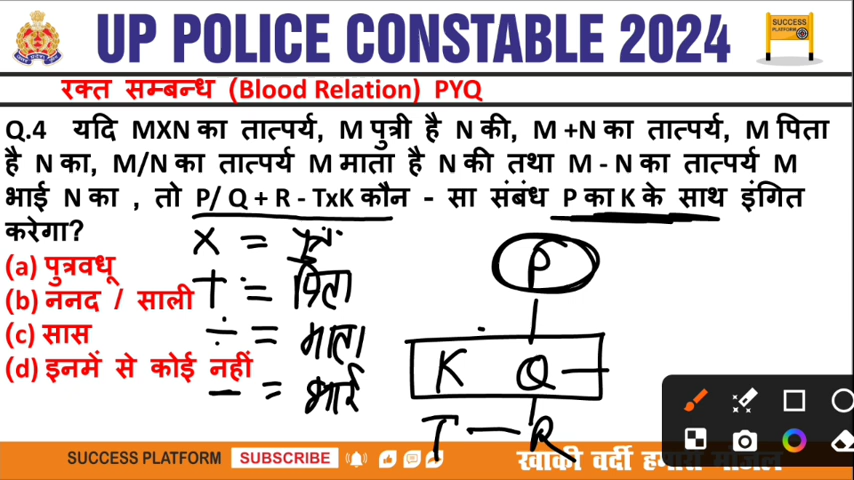 UP POLICE CONSTABLE 2024
SUCCESS
PLATFORM
रक्त सम्बन्ध (Blood Relation) PYQ
Q.4 यदि MXN का तात्पर्य, M पुत्री है N की, M +N का तात्पर्य, M पिता
है N का, M/N का तात्पर्य M माता है N की तथा M - N का तात्पर्य M
भाई N का , तो P/ Q + R - TxK कौन - सा संबंध P का K के साथ इंगित
करेगा?
(a) पुत्रवधू
(b) ननद / साली
(c) सास
(d) इनमें से कोई नहीं
X =
+ = पिता
÷ = माता
- = भाई
P
K Q
T - R
SUCCESS PLATFORM SUBSCRIBE
खाकी वर्दी हमारी मंजिल